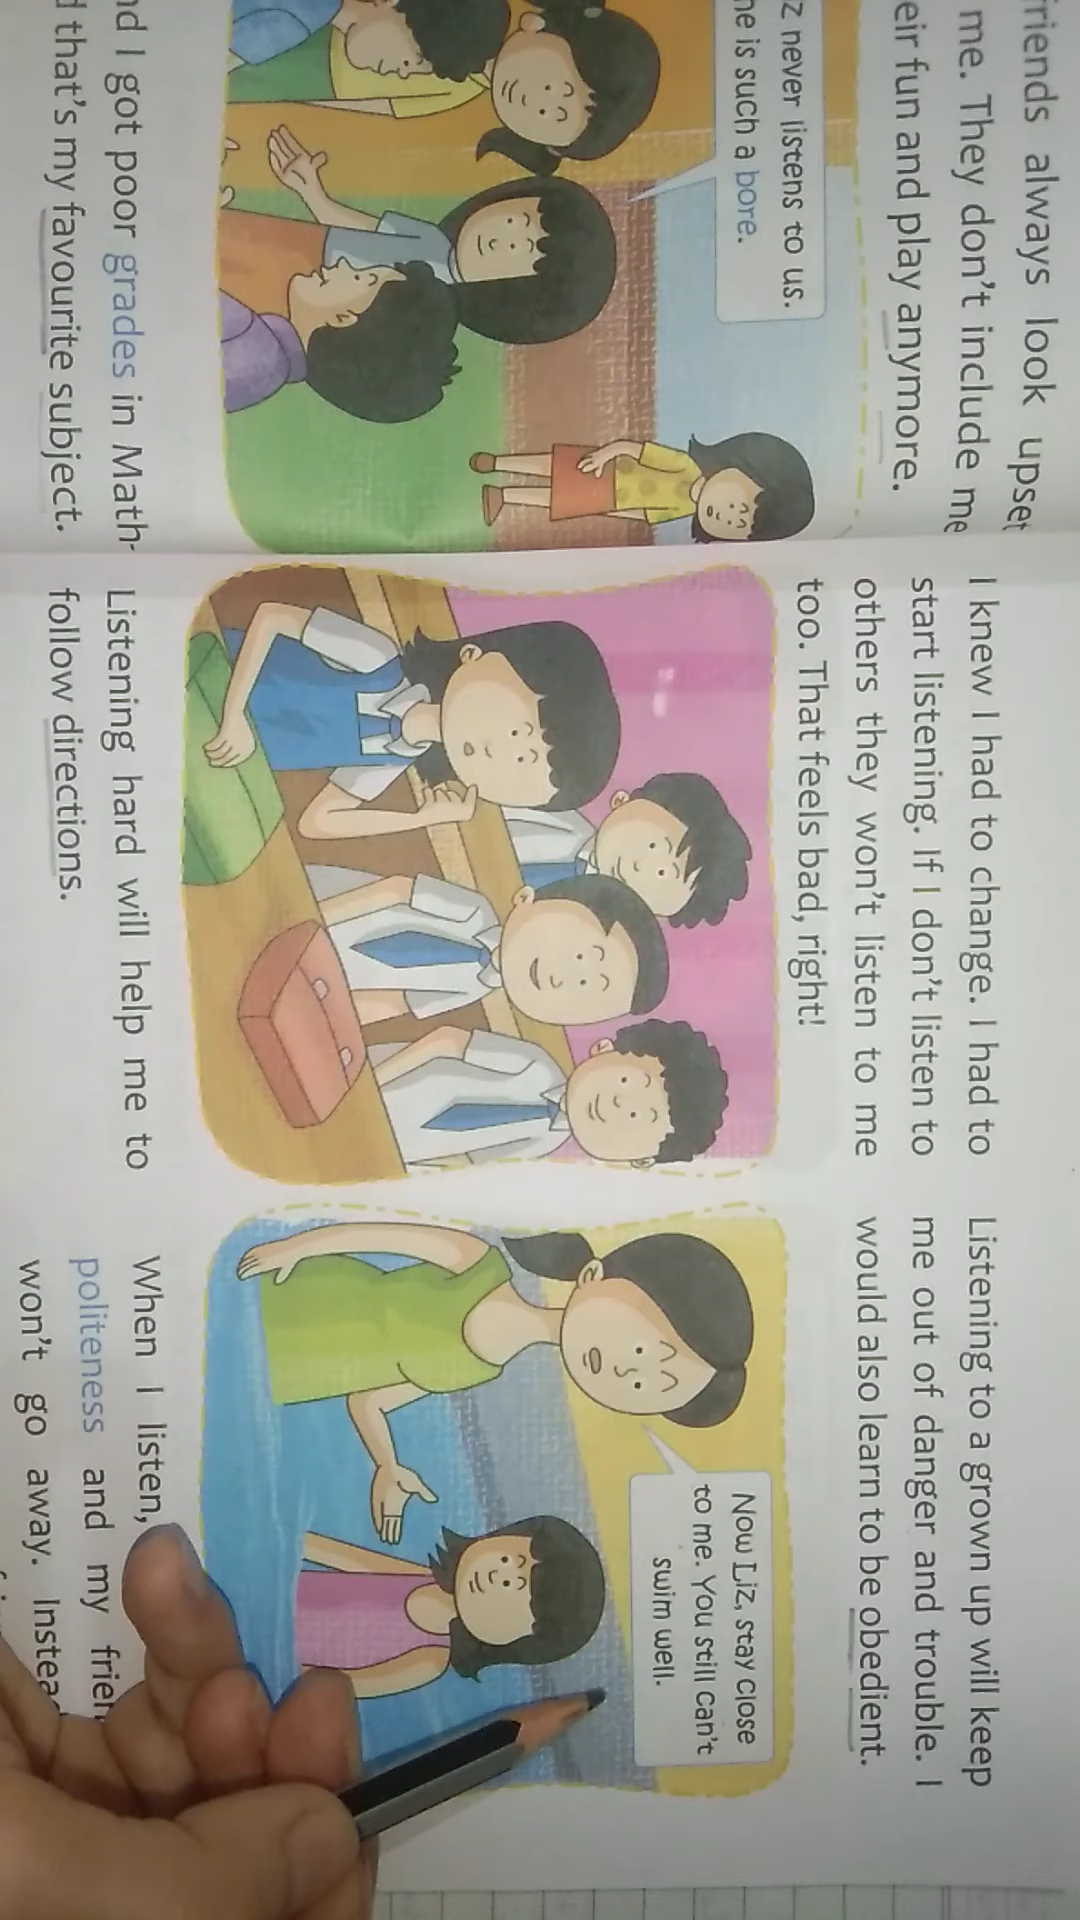 friends always look upset
me. They don't include me
eir fun and play anymore.
z never listens to us.
he is such a bore.
I got poor grades in Math-
that's my favourite subject.
I knew I had to change. I had to
start listening. If I don't listen to
others they won't listen to me
too. That feels bad, right!
Listening hard will help me to
follow directions.
Listening to a grown up will keep
me out of danger and trouble. I
would also learn to be obedient.
Now Liz, stay close
to me. You still can't
swim well.
When I listen,
politeness and my
won't go away.